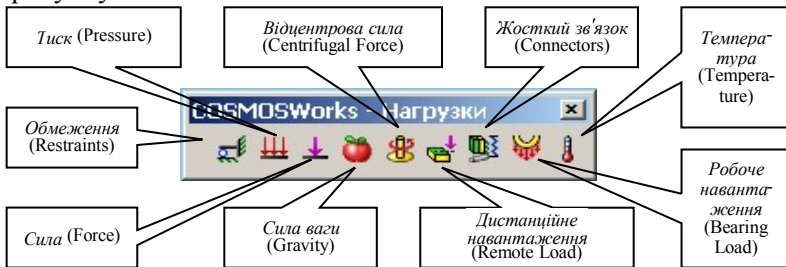 Тиск (Pressure)
Відцентрова сила
(Centrifugal Force)
Жосткий зв'язок
(Connectors)
Темпера-
тура
(Tempera-
ture)
COSMOSWorks - Нагрузки
Обмеження
(Restraints)
Сила (Force)
Сила ваги
(Gravity)
Дистанційне
навантаження
(Remote Load)
Робоче
наванта-
ження
(Bearing
Load)